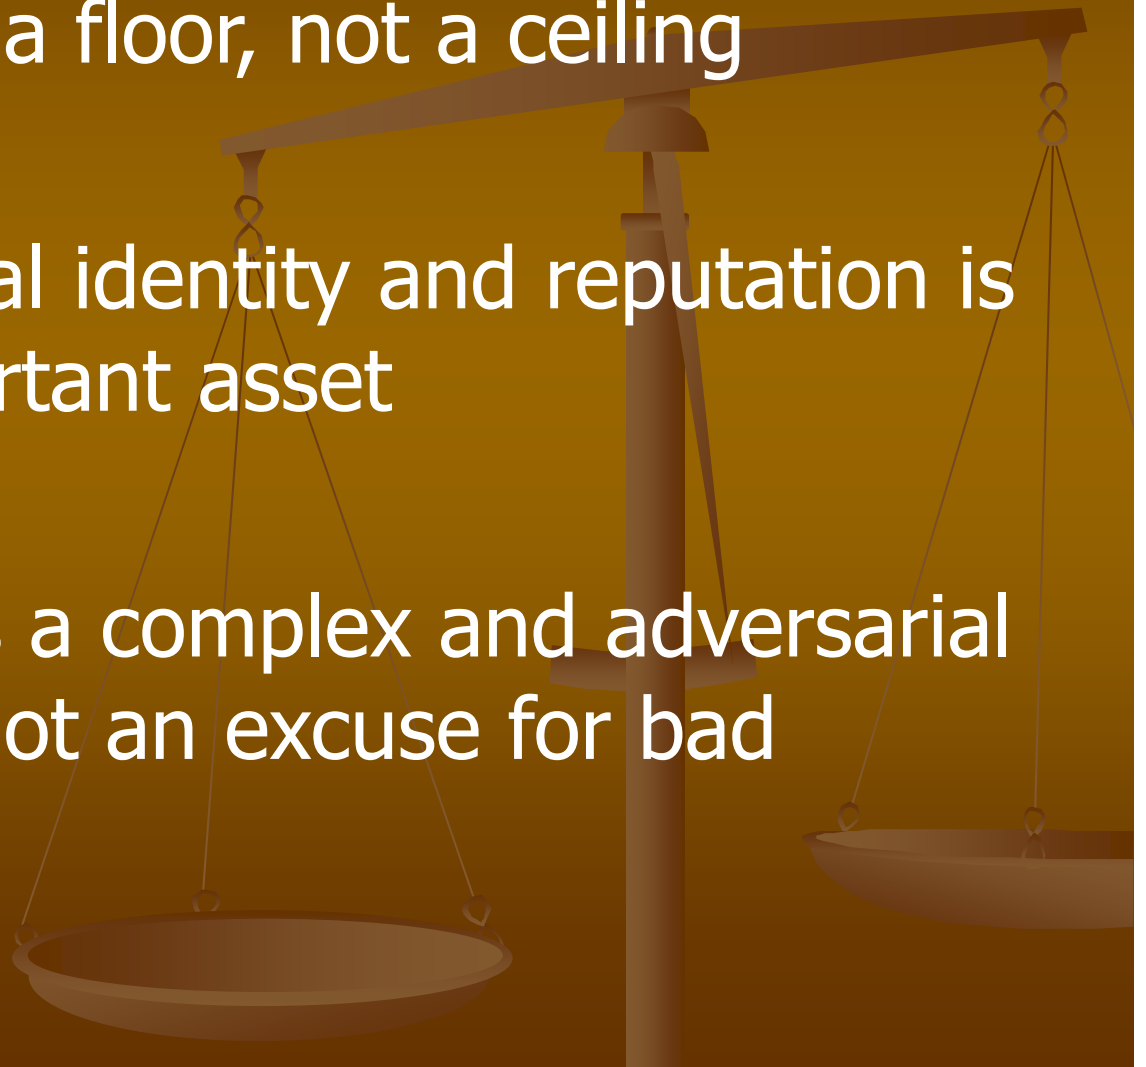 a floor, not a ceiling
al identity and reputation is
rtant asset
a complex and adversarial
ot an excuse for bad